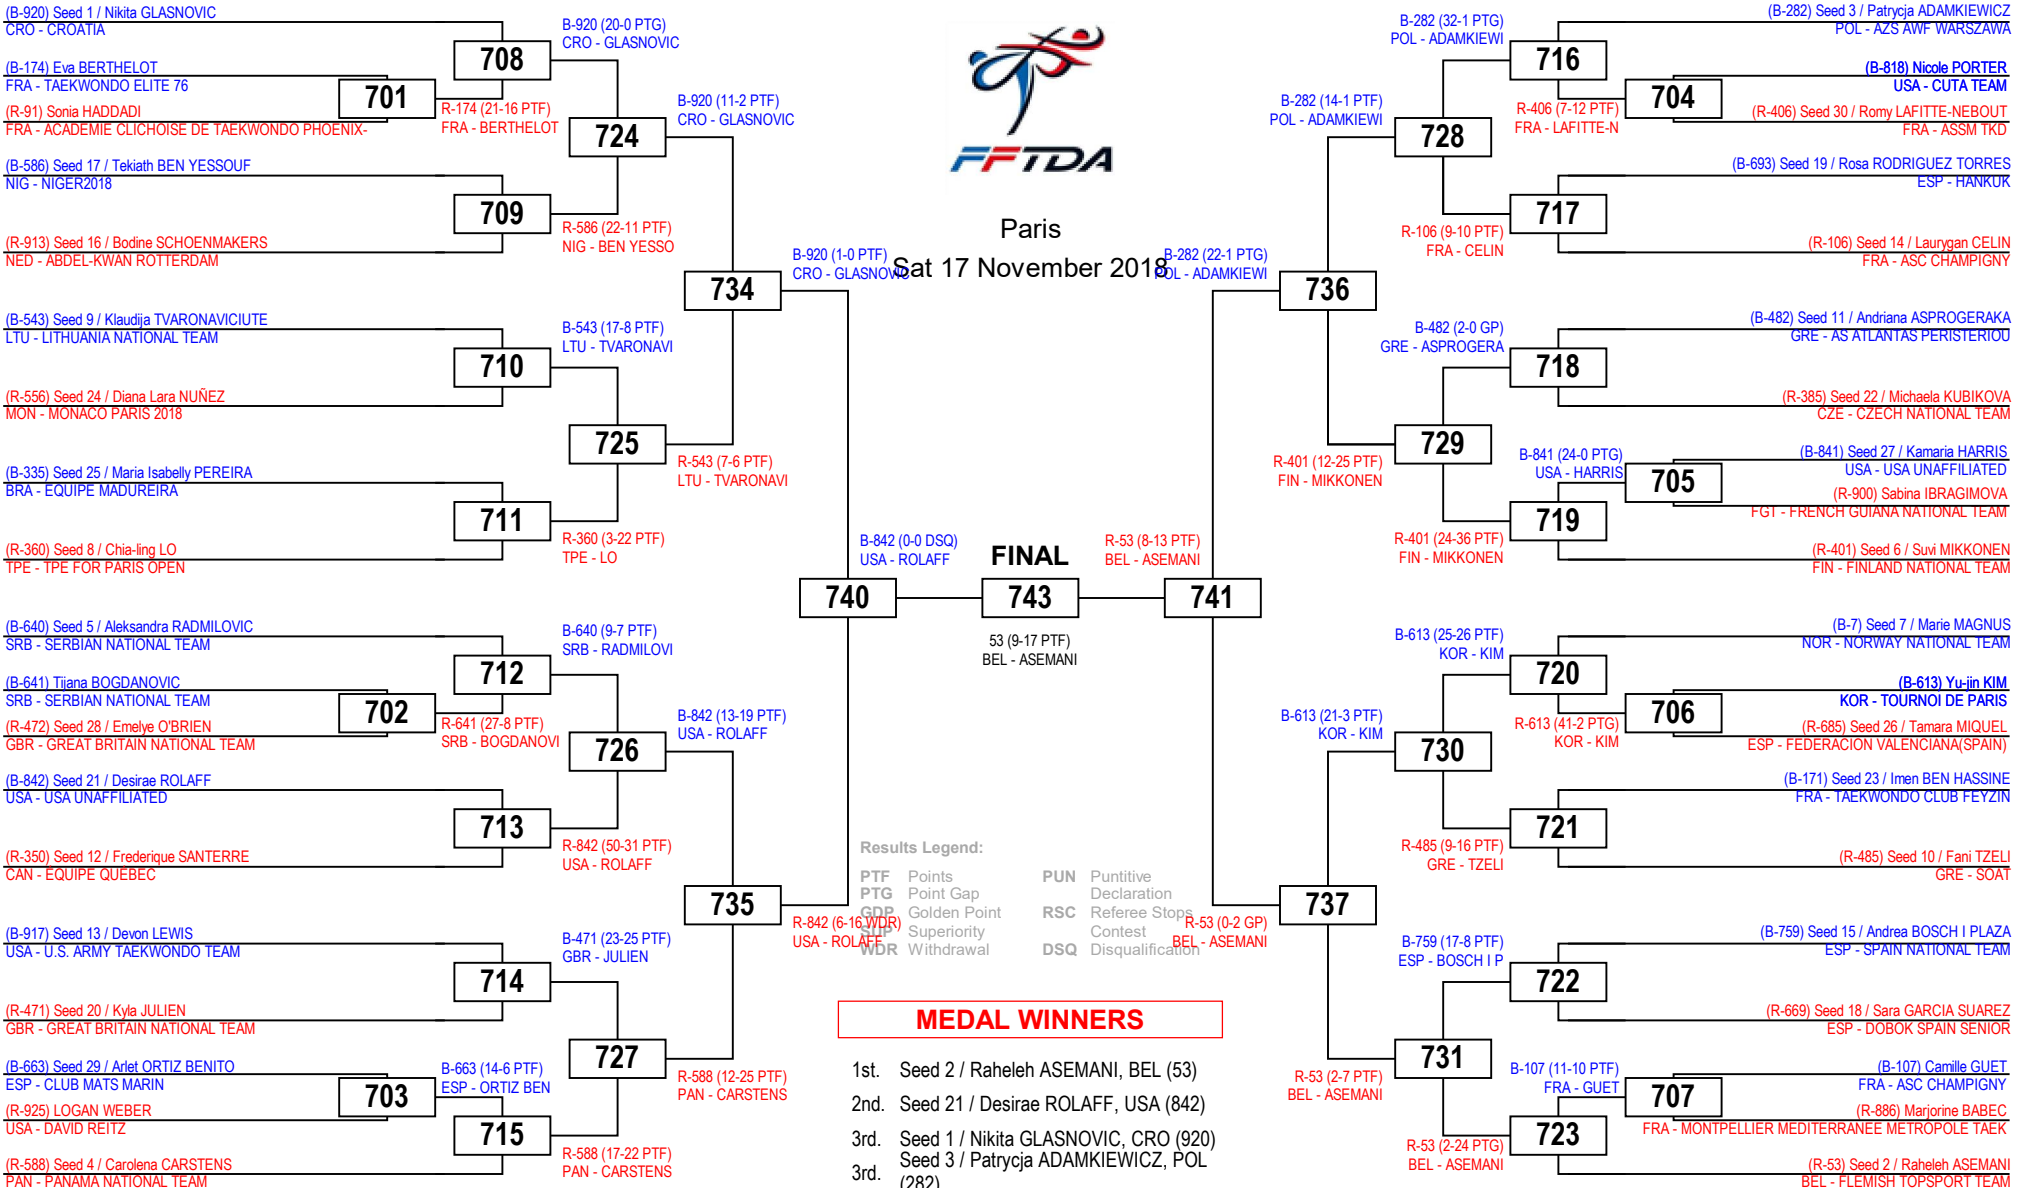 (B-920) Seed 1 / Nikita GLASNOVIC
CRO - CROATIA
(B-174) Eva BERTHELOT
FRA - TAEKWONDO ELITE 76
(R-91) Sonia HADDADI
FRA - ACADEMIE CLICHOISE DE TAEKWONDO PHOENIX-
(B-586) Seed 17 / Tekiath BEN YESSOUF
NIG - NIGER2018
(R-913) Seed 16 / Bodine SCHOENMAKERS
NED - ABDEL-KWAN ROTTERDAM
(B-543) Seed 9 / Klaudija TVARONAVICIUTE
LTU - LITHUANIA NATIONAL TEAM
(R-556) Seed 24 / Diana Lara NUÑEZ
MON - MONACO PARIS 2018
(B-335) Seed 25 / Maria Isabelly PEREIRA
BRA - EQUIPE MADUREIRA
(R-360) Seed 8 / Chia-ling LO
TPE - TPE FOR PARIS OPEN
(B-640) Seed 5 / Aleksandra RADMILOVIC
SRB - SERBIAN NATIONAL TEAM
(B-641) Tijana BOGDANOVIC
SRB - SERBIAN NATIONAL TEAM
(R-472) Seed 28 / Emelye O'BRIEN
GBR - GREAT BRITAIN NATIONAL TEAM
(B-842) Seed 21 / Desirae ROLAFF
USA - USA UNAFFILIATED
(R-350) Seed 12 / Frederique SANTERRE
CAN - EQUIPE QUEBEC
(B-917) Seed 13 / Devon LEWIS
USA - U.S. ARMY TAEKWONDO TEAM
(R-471) Seed 20 / Kyla JULIEN
GBR - GREAT BRITAIN NATIONAL TEAM
(B-663) Seed 29 / Arlet ORTIZ BENITO
ESP - CLUB MATS MARIN
(R-925) LOGAN WEBER
USA - DAVID REITZ
(R-588) Seed 4 / Carolena CARSTENS
PAN - PANAMA NATIONAL TEAM
701
702
703
R-174 (21-16 PTF)
FRA - BERTHELOT
R-641 (27-8 PTF)
SRB - BOGDANOVI
B-663 (14-6 PTF)
ESP - ORTIZ BEN
708
709
710
711
712
713
714
715
B-920 (20-0 PTG)
CRO - GLASNOVIC
R-586 (22-11 PTF)
NIG - BEN YESSO
B-543 (17-8 PTF)
LTU - TVARONAVI
R-360 (3-22 PTF)
TPE - LO
B-640 (9-7 PTF)
SRB - RADMILOVI
R-842 (50-31 PTF)
USA - ROLAFF
B-471 (23-25 PTF)
GBR - JULIEN
R-588 (17-22 PTF)
PAN - CARSTENS
724
725
726
727
B-920 (11-2 PTF)
CRO - GLASNOVIC
R-543 (7-6 PTF)
LTU - TVARONAVI
B-842 (13-19 PTF)
USA - ROLAFF
R-588 (12-25 PTF)
PAN - CARSTENS
734
735
B-920 (1-0 PTF)
CRO - GLASNOVIC
R-842 (6-16 WDR)
USA - ROLAFF
740
B-842 (0-0 DSQ)
USA - ROLAFF
FFTDA
Paris
Sat 17 November 2018
FINAL
743
53 (9-17 PTF)
BEL - ASEMANI
Results Legend:
PTF Points
PTG Point Gap
GDP Golden Point
SUP Superiority
WDR Withdrawal
PUN Puntitive
Declaration
RSC Referee Stops
Contest
DSQ Disqualification
MEDAL WINNERS
1st. Seed 2 / Raheleh ASEMANI, BEL (53)
2nd. Seed 21 / Desirae ROLAFF, USA (842)
3rd. Seed 1 / Nikita GLASNOVIC, CRO (920)
3rd. Seed 3 / Patrycja ADAMKIEWICZ, POL
(282)
R-53 (8-13 PTF)
BEL - ASEMANI
741
B-282 (22-1 PTG)
POL - ADAMKIEWI
R-53 (0-2 GP)
BEL - ASEMANI
736
737
B-282 (14-1 PTF)
POL - ADAMKIEWI
R-401 (12-25 PTF)
FIN - MIKKONEN
B-613 (21-3 PTF)
KOR - KIM
R-53 (2-7 PTF)
BEL - ASEMANI
728
729
730
731
B-282 (32-1 PTG)
POL - ADAMKIEWI
R-106 (9-10 PTF)
FRA - CELIN
B-482 (2-0 GP)
GRE - ASPROGERA
R-401 (24-36 PTF)
FIN - MIKKONEN
B-613 (25-26 PTF)
KOR - KIM
R-485 (9-16 PTF)
GRE - TZELI
B-759 (17-8 PTF)
ESP - BOSCH I P
R-53 (2-24 PTG)
BEL - ASEMANI
716
717
718
719
720
721
722
723
R-406 (7-12 PTF)
FRA - LAFITTE-N
B-841 (24-0 PTG)
USA - HARRIS
R-613 (41-2 PTG)
KOR - KIM
B-107 (11-10 PTF)
FRA - GUET
704
705
706
707
(B-282) Seed 3 / Patrycja ADAMKIEWICZ
POL - AZS AWF WARSZAWA
(B-818) Nicole PORTER
USA - CUTA TEAM
(R-406) Seed 30 / Romy LAFITTE-NEBOUT
FRA - ASSM TKD
(B-693) Seed 19 / Rosa RODRIGUEZ TORRES
ESP - HANKUK
(R-106) Seed 14 / Laurygan CELIN
FRA - ASC CHAMPIGNY
(B-482) Seed 11 / Andriana ASPROGERAKA
GRE - AS ATLANTAS PERISTERIOU
(R-385) Seed 22 / Michaela KUBIKOVA
CZE - CZECH NATIONAL TEAM
(B-841) Seed 27 / Kamaria HARRIS
USA - USA UNAFFILIATED
(R-900) Sabina IBRAGIMOVA
FGT - FRENCH GUIANA NATIONAL TEAM
(R-401) Seed 6 / Suvi MIKKONEN
FIN - FINLAND NATIONAL TEAM
(B-7) Seed 7 / Marie MAGNUS
NOR - NORWAY NATIONAL TEAM
(B-613) Yu-jin KIM
KOR - TOURNOI DE PARIS
(R-685) Seed 26 / Tamara MIQUEL
ESP - FEDERACION VALENCIANA(SPAIN)
(B-171) Seed 23 / Imen BEN HASSINE
FRA - TAEKWONDO CLUB FEYZIN
(R-485) Seed 10 / Fani TZELI
GRE - SOAT
(B-759) Seed 15 / Andrea BOSCH I PLAZA
ESP - SPAIN NATIONAL TEAM
(R-669) Seed 18 / Sara GARCIA SUAREZ
ESP - DOBOK SPAIN SENIOR
(B-107) Camille GUET
FRA - ASC CHAMPIGNY
(R-886) Marjorine BABEC
FRA - MONTPELLIER MEDITERRANEE METROPOLE TAEK
(R-53) Seed 2 / Raheleh ASEMANI
BEL - FLEMISH TOPSPORT TEAM